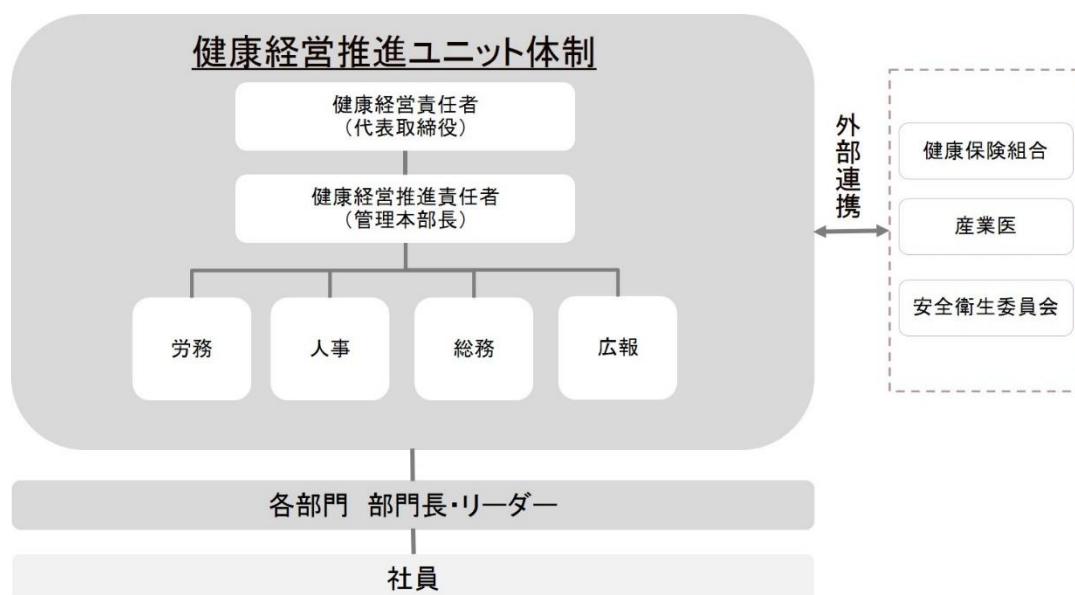 健康経営推進ユニット体制
健康経営責任者
（代表取締役）
健康経営推進責任者
（管理本部長）
労務
人事
総務
広報
外部連携
健康保険組合
産業医
安全衛生委員会
各部門　部門長・リーダー
社員